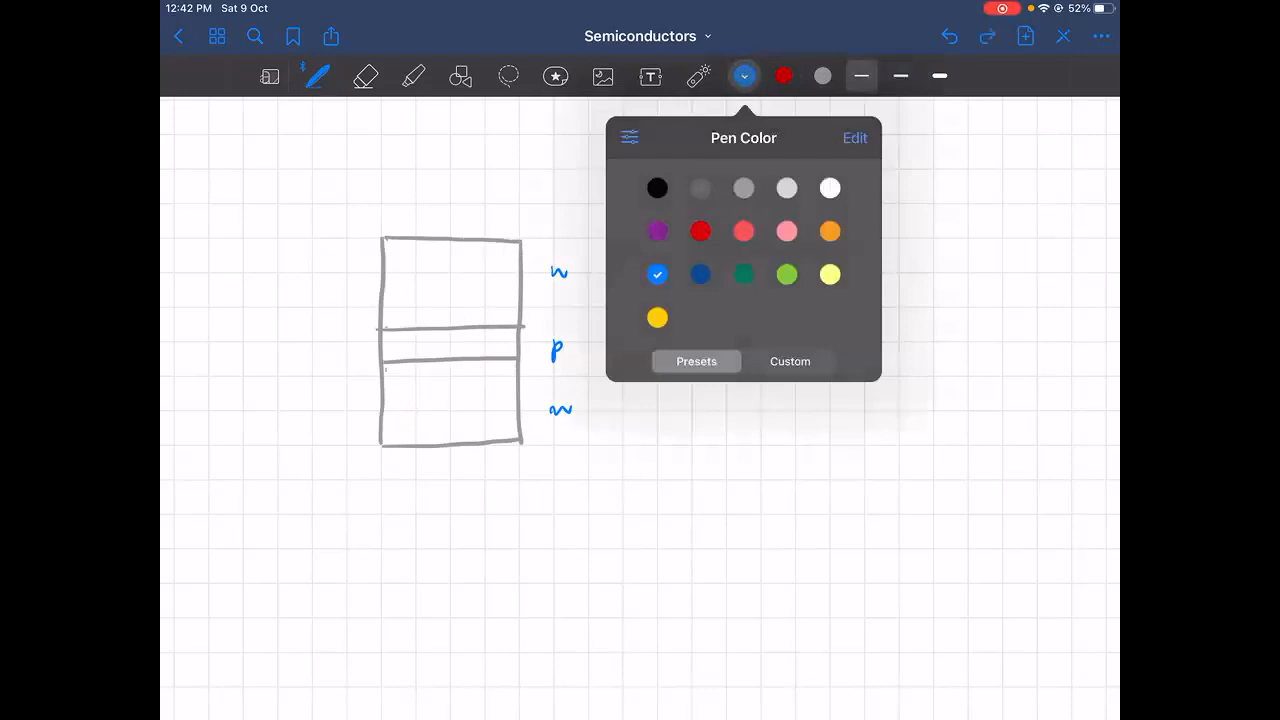 12:42 PM Sat 9 Oct 52%
Semiconductors
T
Pen Color Edit
n
p
n
Presets Custom